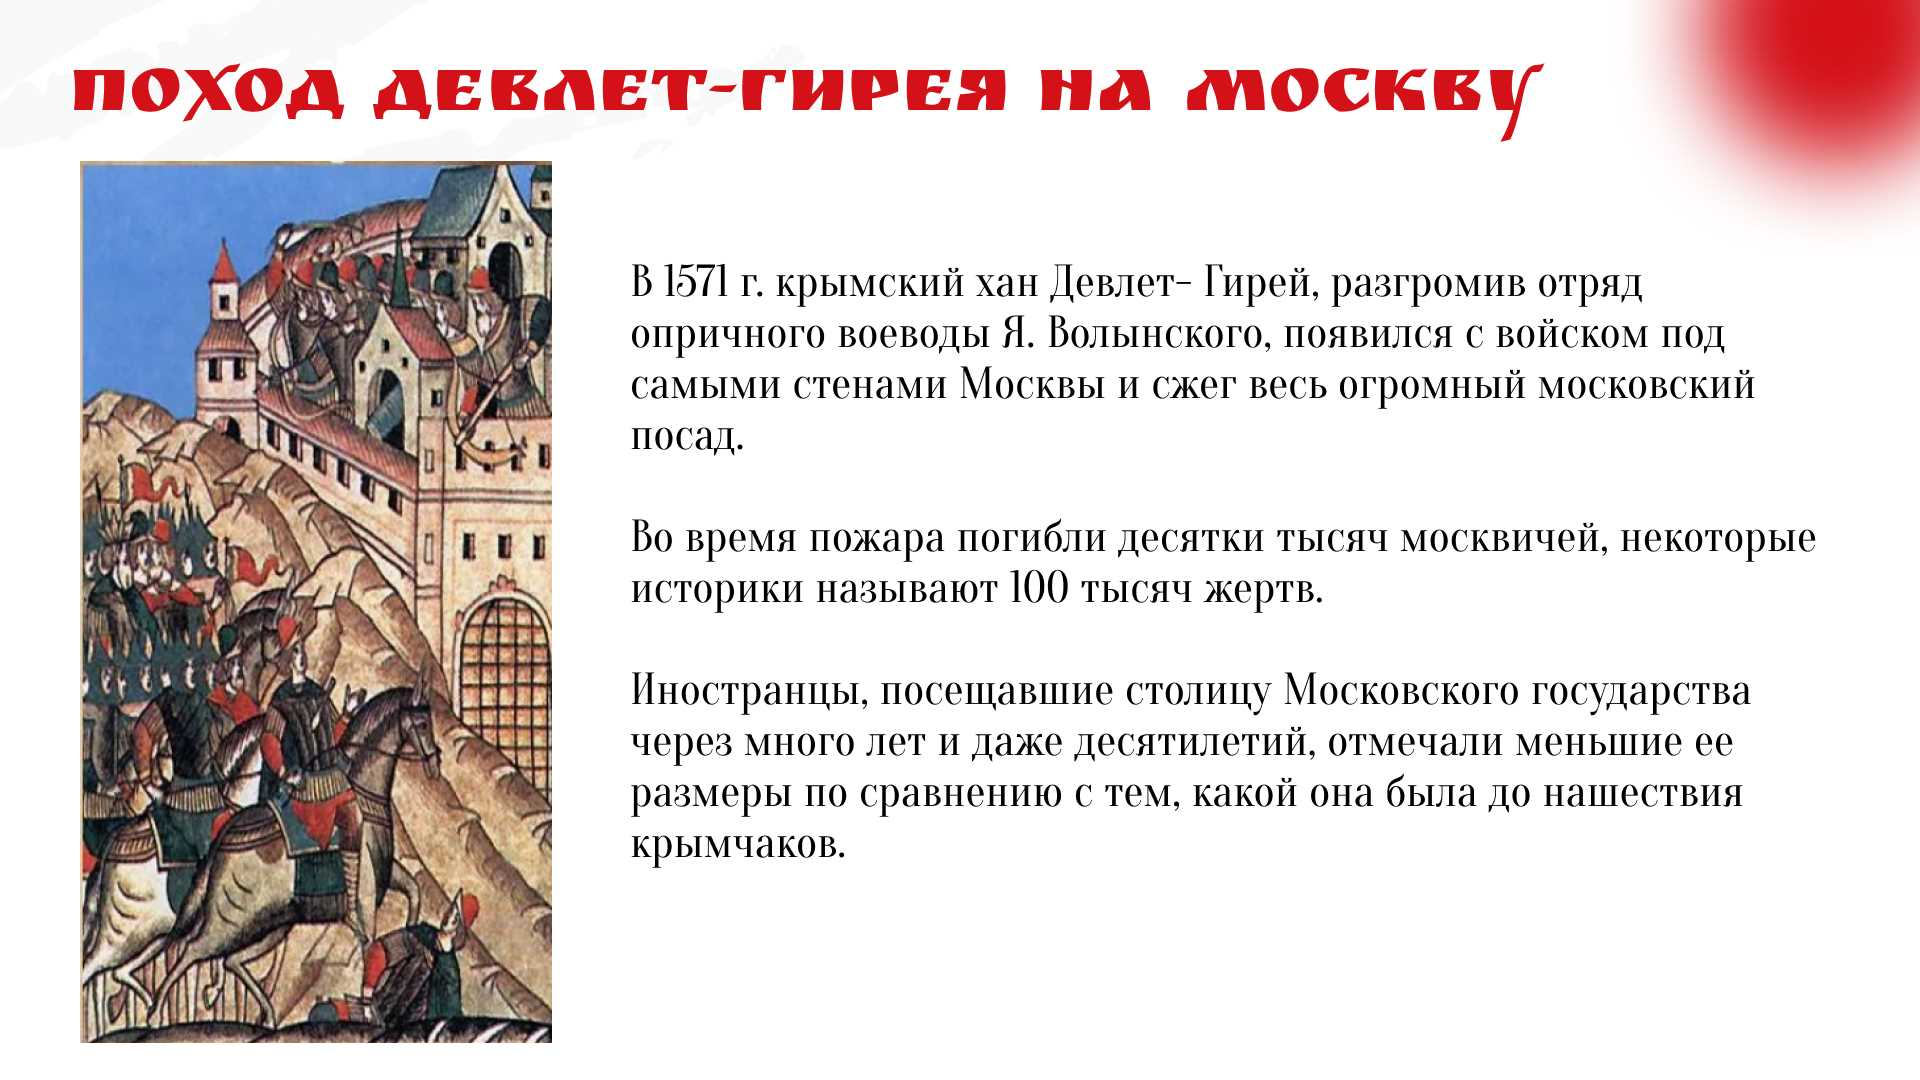 ПОХОД ДЕВЛЕТ-ГИРЕЯ НА МОСКВУ
В 1571 г. крымский хан Девлет- Гирей, разгромив отряд
опричного воеводы Я. Волынского, появился с войском под
самыми стенами Москвы и сжег весь огромный московский
посад.
Во время пожара погибли десятки тысяч москвичей, некоторые
историки называют 100 тысяч жертв.
Иностранцы, посещавшие столицу Московского государства
через много лет и даже десятилетий, отмечали меньшие ее
размеры по сравнению с тем, какой она была до нашествия
крымчаков.